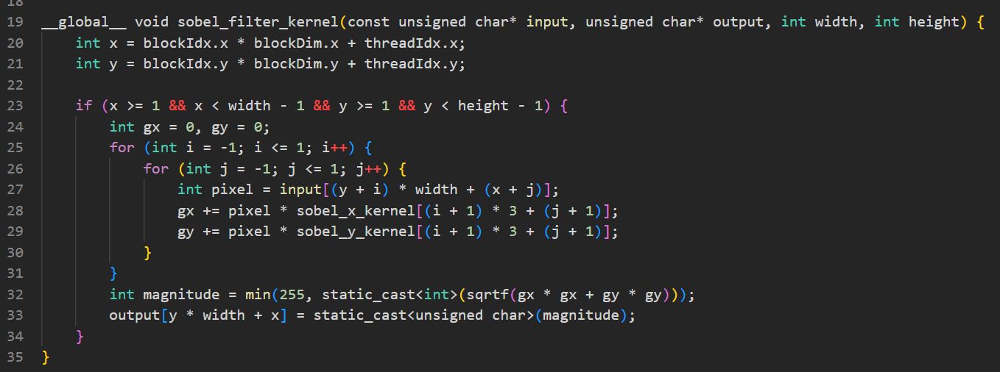 18
19 __global__ void sobel_filter_kernel(const unsigned char* input, unsigned char* output, int width, int height) {
20     int x = blockIdx.x * blockDim.x + threadIdx.x;
21     int y = blockIdx.y * blockDim.y + threadIdx.y;
22
23     if (x >= 1 && x < width - 1 && y >= 1 && y < height - 1) {
24         int gx = 0, gy = 0;
25         for (int i = -1; i <= 1; i++) {
26             for (int j = -1; j <= 1; j++) {
27                 int pixel = input[(y + i) * width + (x + j)];
28                 gx += pixel * sobel_x_kernel[(i + 1) * 3 + (j + 1)];
29                 gy += pixel * sobel_y_kernel[(i + 1) * 3 + (j + 1)];
30             }
31         }
32         int magnitude = min(255, static_cast<int>(sqrtf(gx * gx + gy * gy)));
33         output[y * width + x] = static_cast<unsigned char>(magnitude);
34     }
35 }